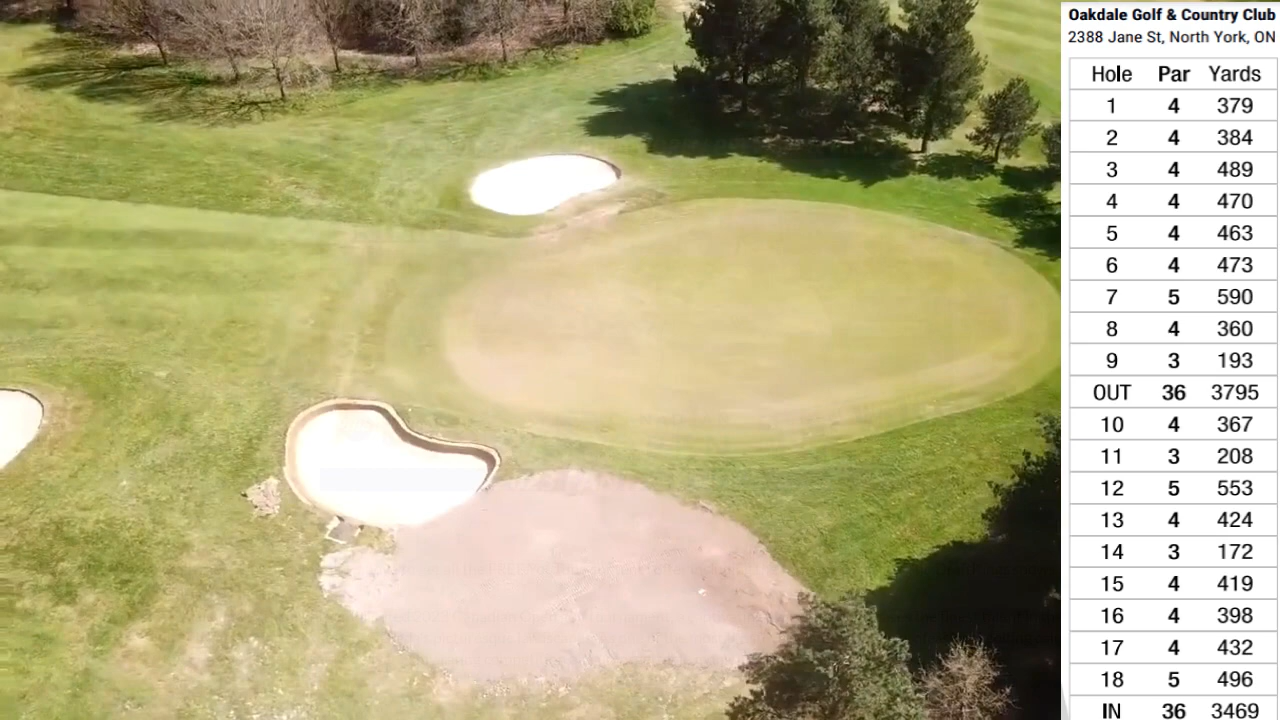 Oakdale Golf & Country Club
2388 Jane St, North York, ON
Hole Par Yards
1 4 379
2 4 384
3 4 489
4 4 470
5 4 463
6 4 473
7 5 590
8 4 360
9 3 193
OUT 36 3795
10 4 367
11 3 208
12 5 553
13 4 424
14 3 172
15 4 419
16 4 398
17 4 432
18 5 496
IN 36 3469